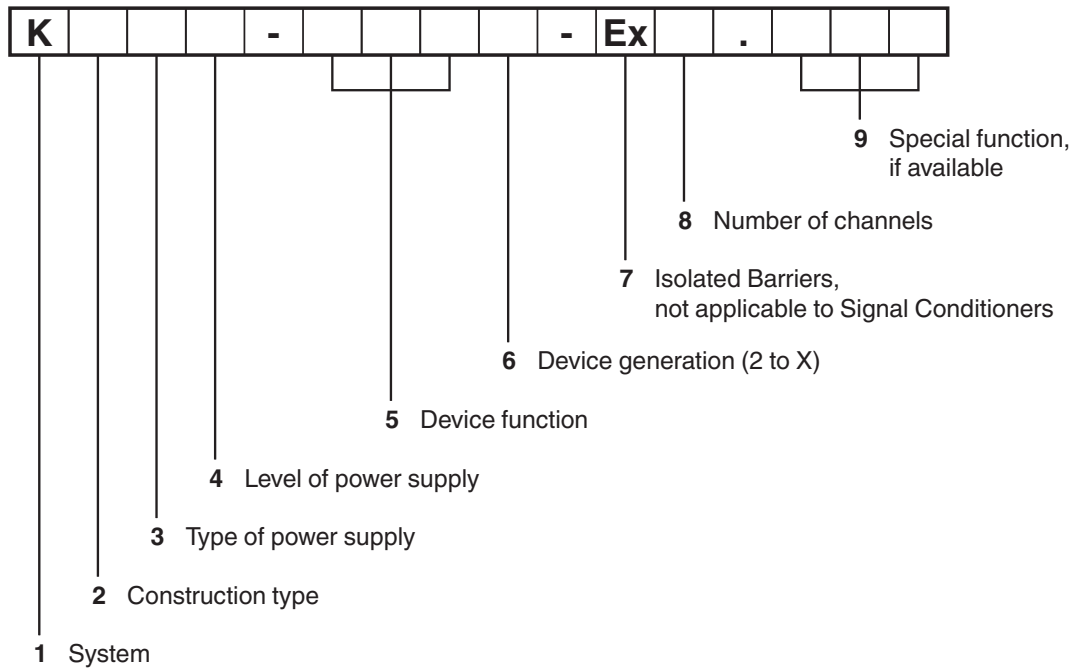 K - - Ex .
9 Special function,
if available
8 Number of channels
7 Isolated Barriers,
not applicable to Signal Conditioners
6 Device generation (2 to X)
5 Device function
4 Level of power supply
3 Type of power supply
2 Construction type
1 System